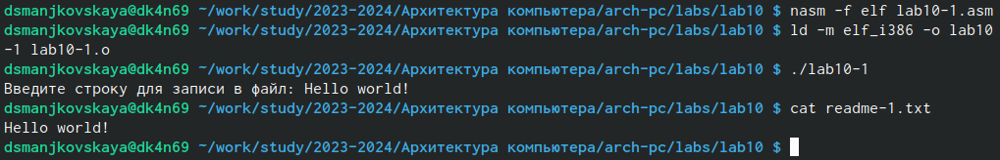 dsmanjkovskaya@dk4n69 ~/work/study/2023-2024/Архитектура компьютера/arch-pc/labs/lab10 $ nasm -f elf lab10-1.asm
dsmanjkovskaya@dk4n69 ~/work/study/2023-2024/Архитектура компьютера/arch-pc/labs/lab10 $ ld -m elf_i386 -o lab10
-1 lab10-1.o
dsmanjkovskaya@dk4n69 ~/work/study/2023-2024/Архитектура компьютера/arch-pc/labs/lab10 $ ./lab10-1
Введите строку для записи в файл: Hello world!
dsmanjkovskaya@dk4n69 ~/work/study/2023-2024/Архитектура компьютера/arch-pc/labs/lab10 $ cat readme-1.txt
Hello world!
dsmanjkovskaya@dk4n69 ~/work/study/2023-2024/Архитектура компьютера/arch-pc/labs/lab10 $